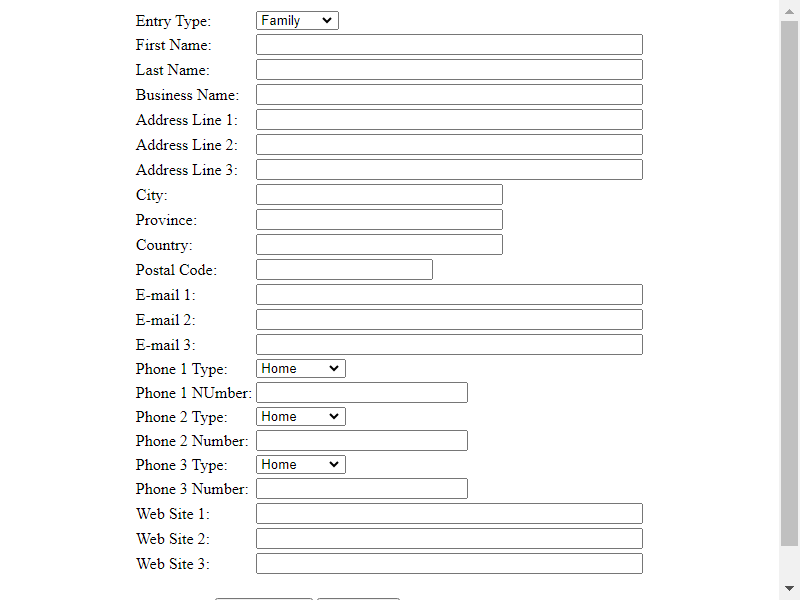 Entry Type: Family
First Name:
Last Name:
Business Name:
Address Line 1:
Address Line 2:
Address Line 3:
City:
Province:
Country:
Postal Code:
E-mail 1:
E-mail 2:
E-mail 3:
Phone 1 Type: Home
Phone 1 NUmber:
Phone 2 Type: Home
Phone 2 Number:
Phone 3 Type: Home
Phone 3 Number:
Web Site 1:
Web Site 2:
Web Site 3: